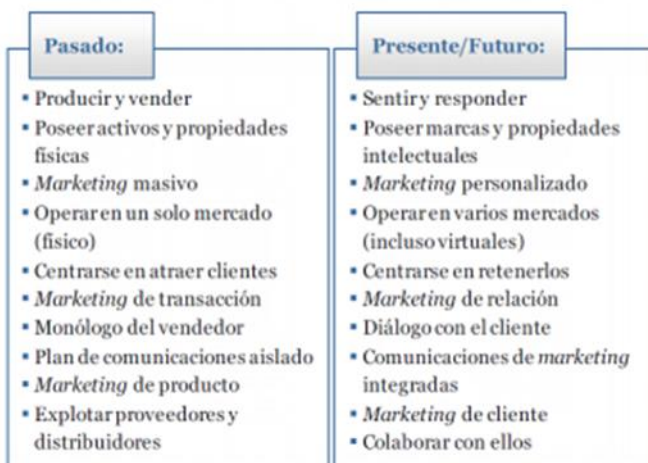 Pasado:
▪ Producir y vender
▪ Poseer activos y propiedades
físicas
▪ Marketing masivo
▪ Operar en un solo mercado
(físico)
▪ Centrarse en atraer clientes
▪ Marketing de transacción
▪ Monólogo del vendedor
▪ Plan de comunicaciones aislado
▪ Marketing de producto
▪ Explotar proveedores y
distribuidores
Presente/Futuro:
▪ Sentir y responder
▪ Poseer marcas y propiedades
intelectuales
▪ Marketing personalizado
▪ Operar en varios mercados
(incluso virtuales)
▪ Centrarse en retenerlos
▪ Marketing de relación
▪ Diálogo con el cliente
▪ Comunicaciones de marketing
integradas
▪ Marketing de cliente
▪ Colaborar con ellos